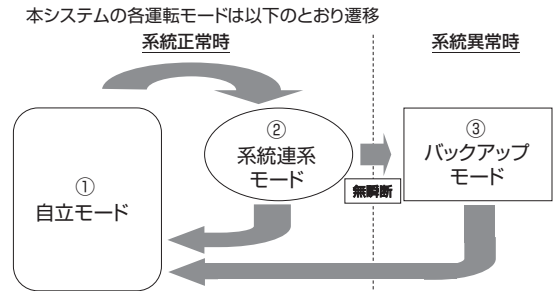 本システムの各運転モードは以下のとおり遷移
系統正常時
系統異常時
①
自立モード
②
系統連系
モード
無瞬断
③
バックアップ
モード